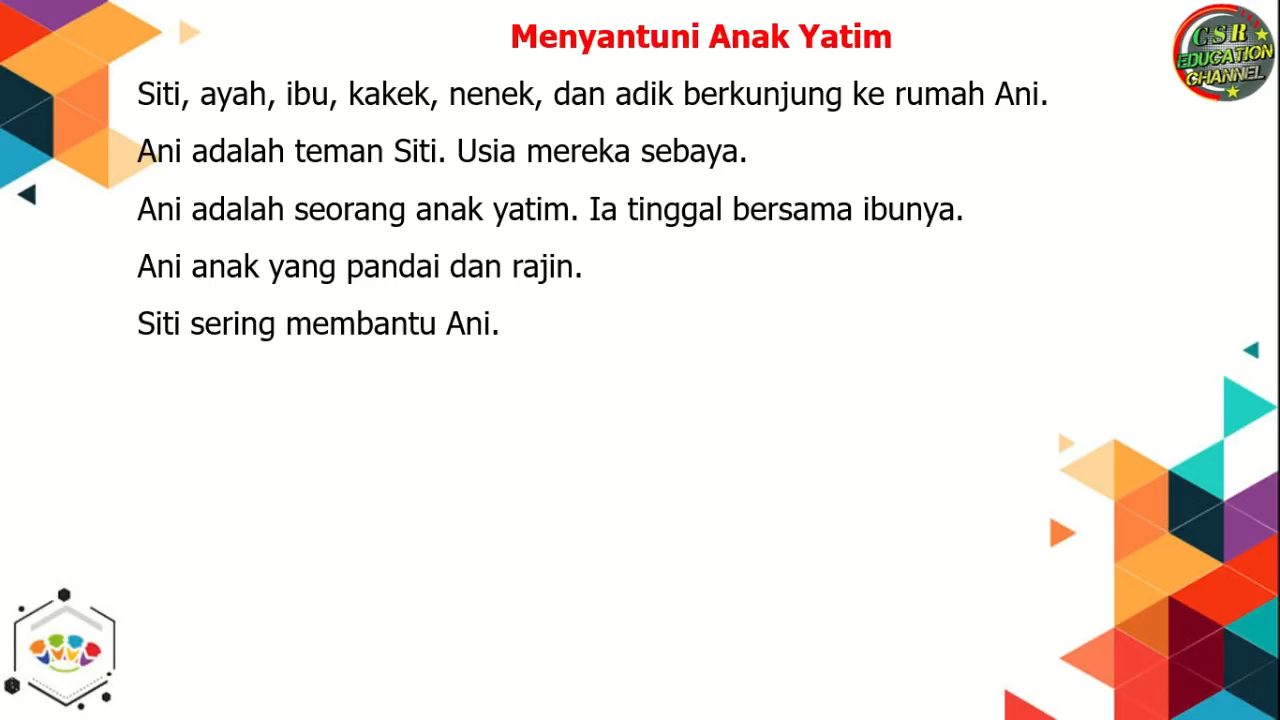 Menyantuni Anak Yatim
CSR
EDUCATION
CHANNEL
Siti, ayah, ibu, kakek, nenek, dan adik berkunjung ke rumah Ani.
Ani adalah teman Siti. Usia mereka sebaya.
Ani adalah seorang anak yatim. Ia tinggal bersama ibunya.
Ani anak yang pandai dan rajin.
Siti sering membantu Ani.